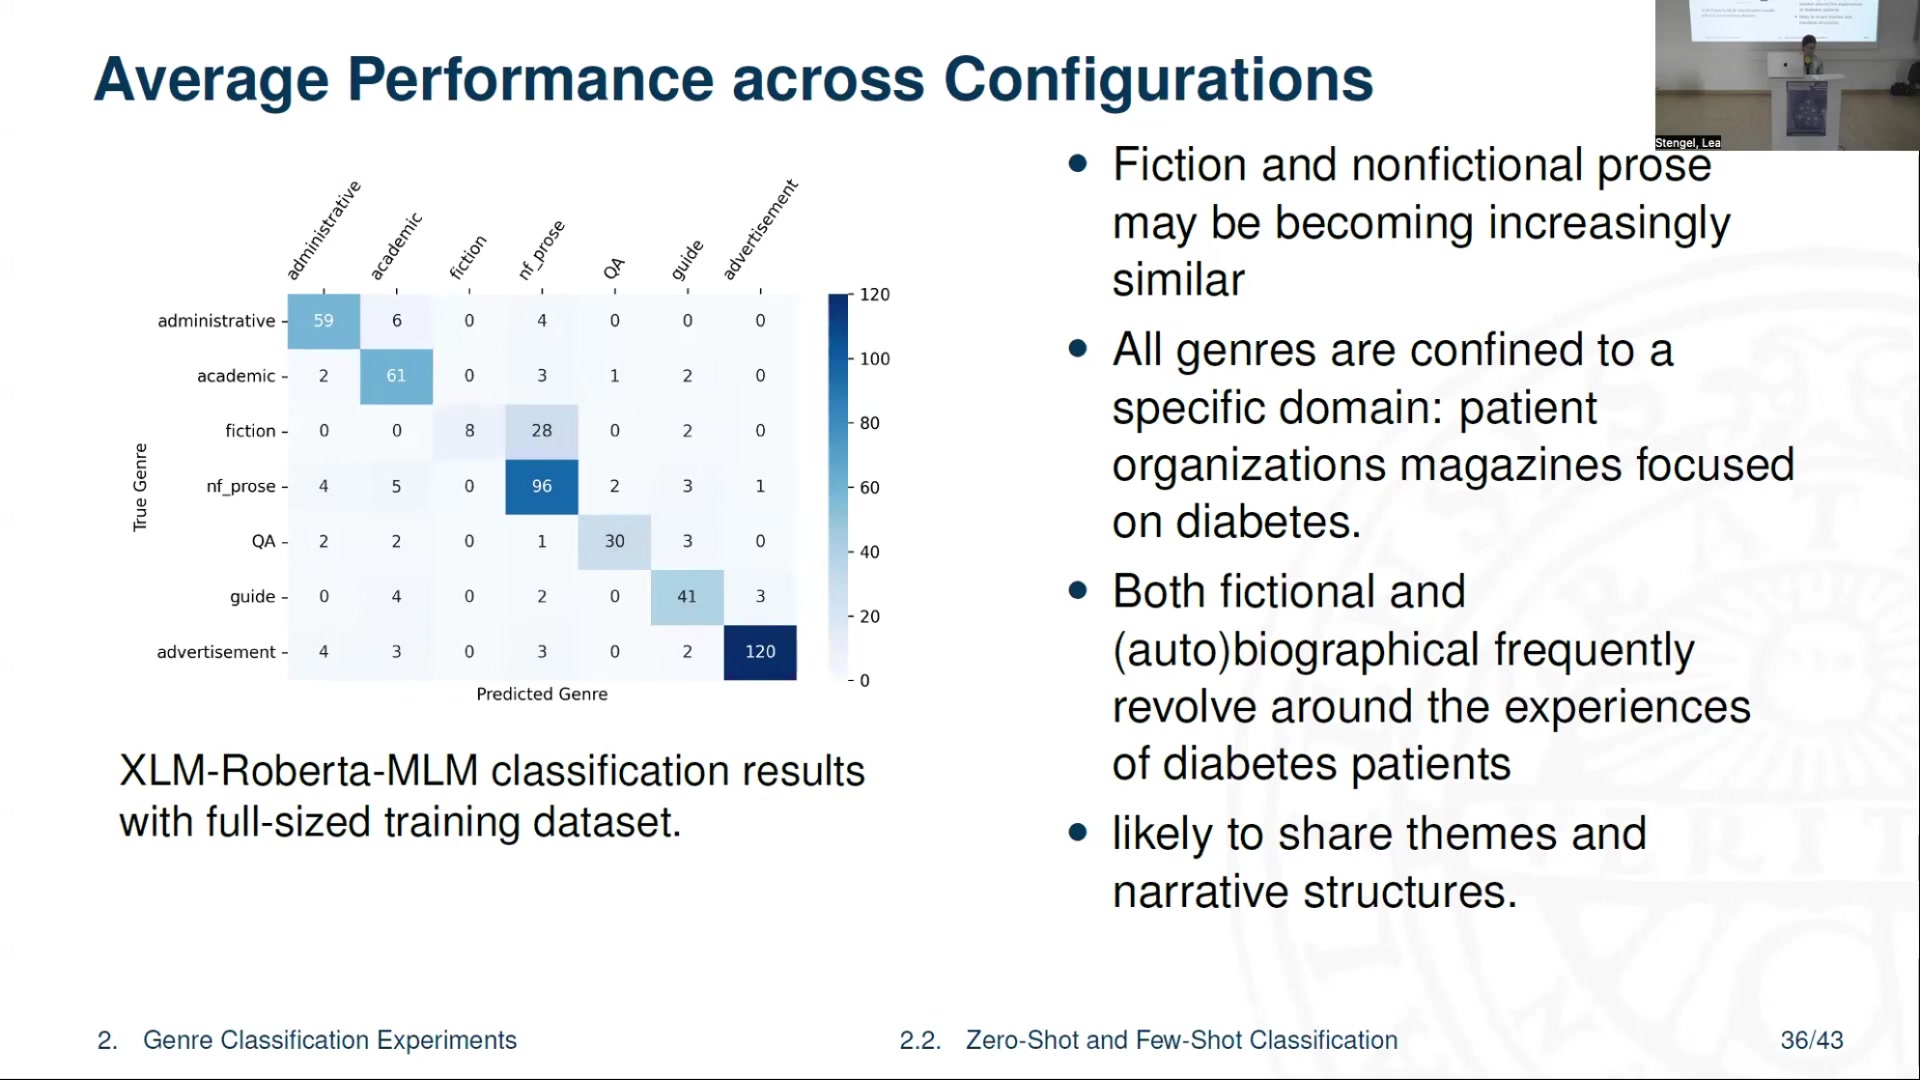 Average Performance across Configurations
Stengel, Lea
administrative academic fiction nf_prose QA guide advertisement
administrative 59 6 0 4 0 0 0
academic 2 61 0 3 1 2 0
fiction 0 0 8 28 0 2 0
nf_prose 4 5 0 96 2 3 1
QA 2 2 0 1 30 3 0
guide 0 4 0 2 0 41 3
advertisement 4 3 0 3 0 2 120
True Genre
Predicted Genre
120
100
80
60
40
20
0
XLM-Roberta-MLM classification results
with full-sized training dataset.
• Fiction and nonfictional prose
may be becoming increasingly
similar
• All genres are confined to a
specific domain: patient
organizations magazines focused
on diabetes.
• Both fictional and
(auto)biographical frequently
revolve around the experiences
of diabetes patients
• likely to share themes and
narrative structures.
2. Genre Classification Experiments
2.2. Zero-Shot and Few-Shot Classification
36/43